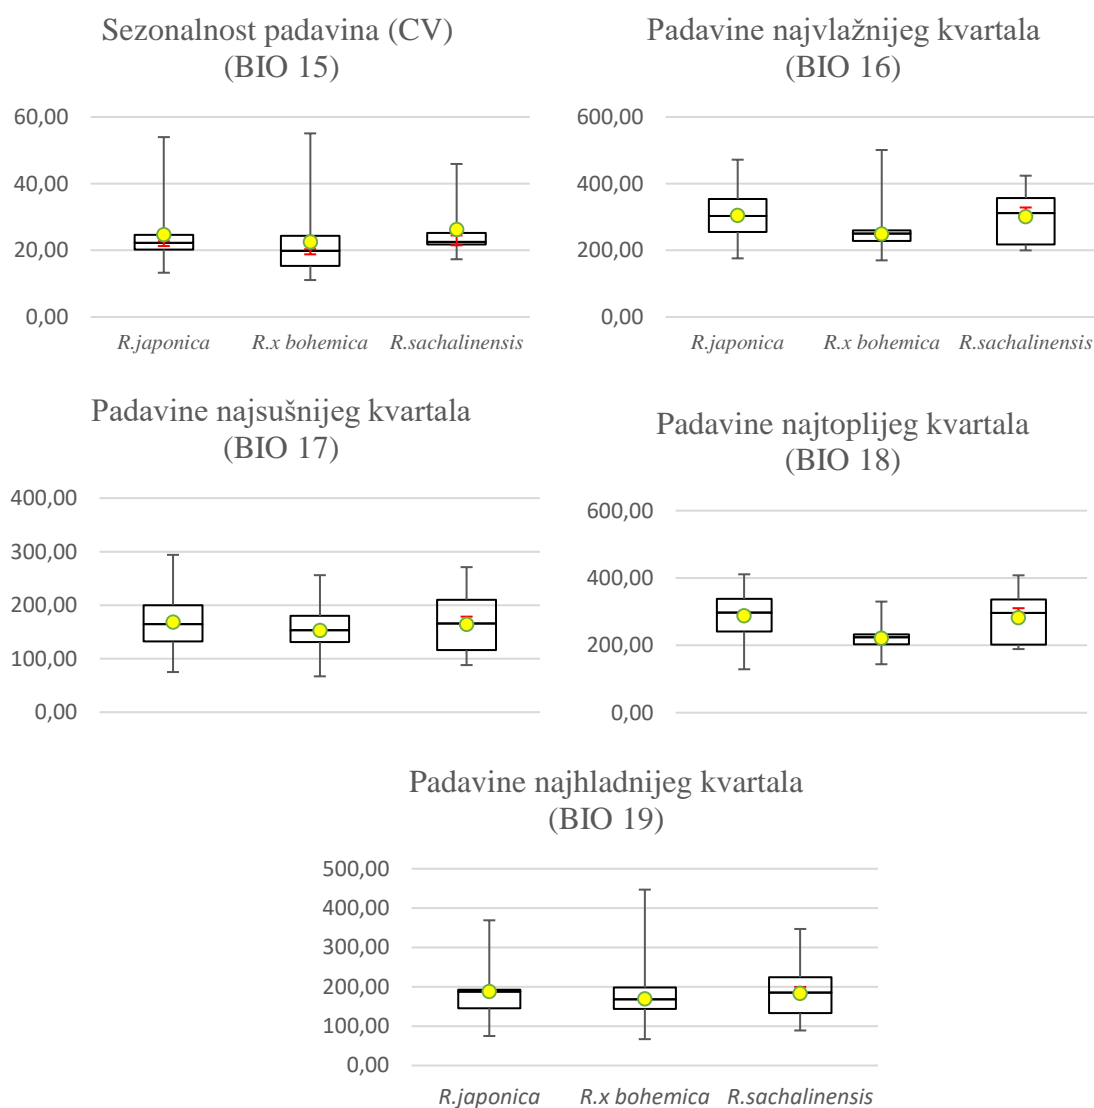 Sezonalnost padavina (CV)
(BIO 15)
60,00
40,00
20,00
0,00
R.japonica R.x bohemica R.sachalinensis
Padavine najvlažnijeg kvartala
(BIO 16)
600,00
400,00
200,00
0,00
R.japonica R.x bohemica R.sachalinensis
Padavine najsušnijeg kvartala
(BIO 17)
400,00
300,00
200,00
100,00
0,00
Padavine najtoplijeg kvartala
(BIO 18)
600,00
400,00
200,00
0,00
Padavine najhladnijeg kvartala
(BIO 19)
500,00
400,00
300,00
200,00
100,00
0,00
R.japonica R.x bohemica R.sachalinensis